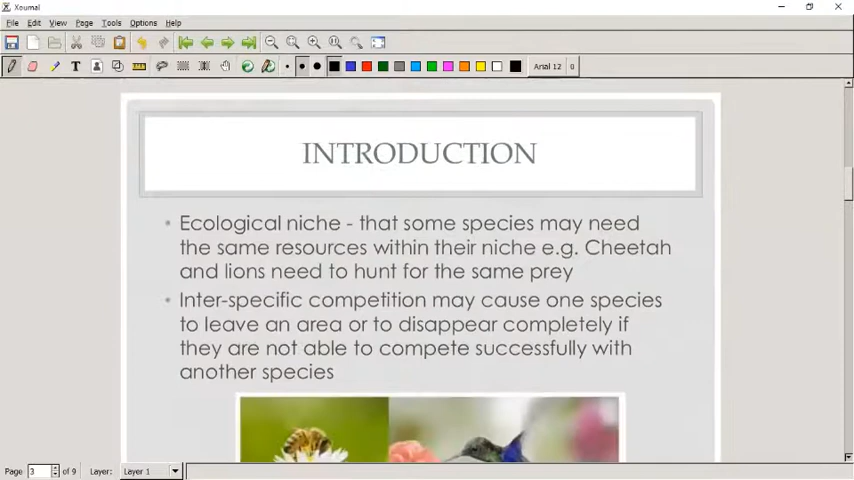 Xournal
File Edit View Page Tools Options Help
T Arial 12 0
INTRODUCTION
• Ecological niche - that some species may need
the same resources within their niche e.g. Cheetah
and lions need to hunt for the same prey
• Inter-specific competition may cause one species
to leave an area or to disappear completely if
they are not able to compete successfully with
another species
Page 3 of 9 Layer: Layer 1